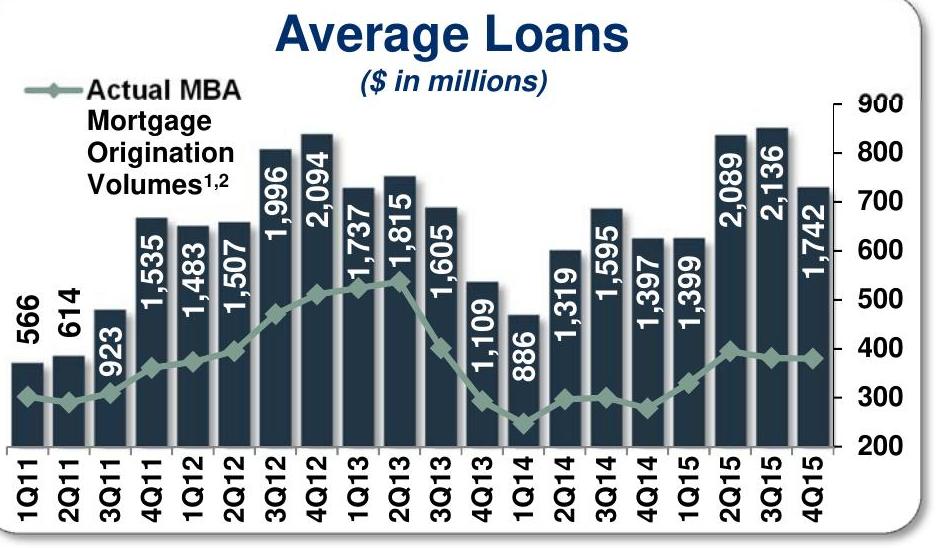 Average Loans
($ in millions)
Actual MBA
Mortgage
Origination
Volumes1,2
900
800
700
600
500
400
300
200
566
614
923
1,535
1,483
1,507
1,996
2,094
1,737
1,815
1,605
1,109
886
1,319
1,595
1,397
1,399
2,089
2,136
1,742
1Q11
2Q11
3Q11
4Q11
1Q12
2Q12
3Q12
4Q12
1Q13
2Q13
3Q13
4Q13
1Q14
2Q14
3Q14
4Q14
1Q15
2Q15
3Q15
4Q15